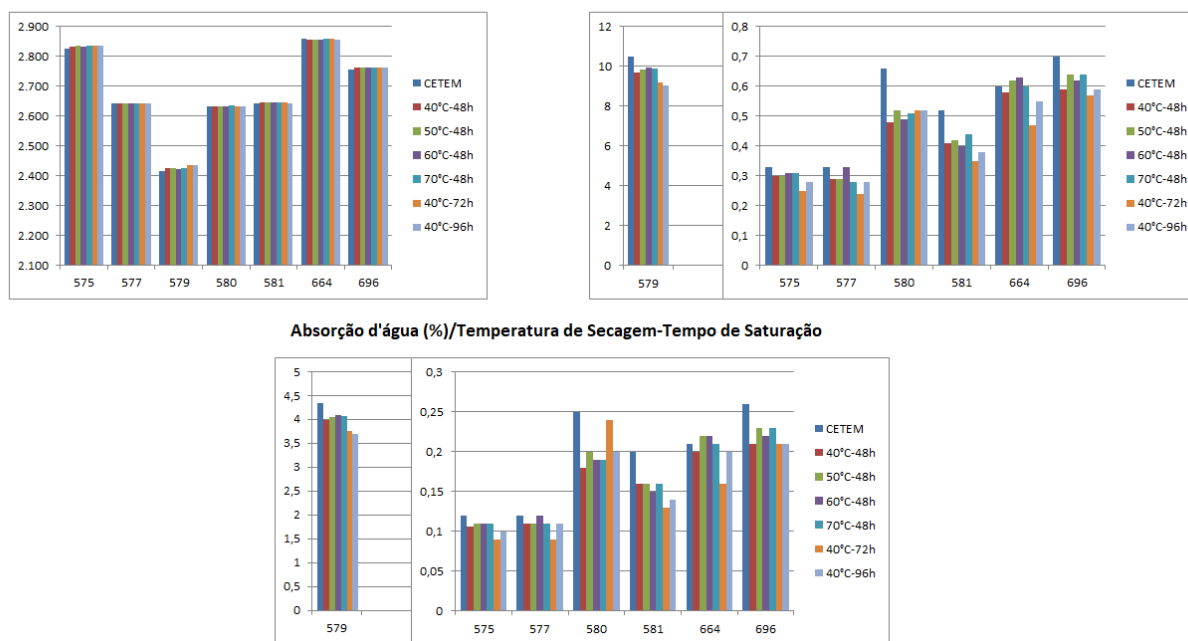 2.900
2.800
2.700
2.600
2.500
2.400
2.300
2.200
2.100
575 577 579 580 581 664 696
CETEM
40°C-48h
50°C-48h
60°C-48h
70°C-48h
40°C-72h
40°C-96h
12
10
8
6
4
2
0
579
0,8
0,7
0,6
0,5
0,4
0,3
0,2
0,1
0
575 577 580 581 664 696
CETEM
40°C-48h
50°C-48h
60°C-48h
70°C-48h
40°C-72h
40°C-96h
Absorção d'água (%)/Temperatura de Secagem-Tempo de Saturação
5
4,5
4
3,5
3
2,5
2
1,5
1
0,5
0
579
0,3
0,25
0,2
0,15
0,1
0,05
0
575 577 580 581 664 696
CETEM
40°C-48h
50°C-48h
60°C-48h
70°C-48h
40°C-72h
40°C-96h